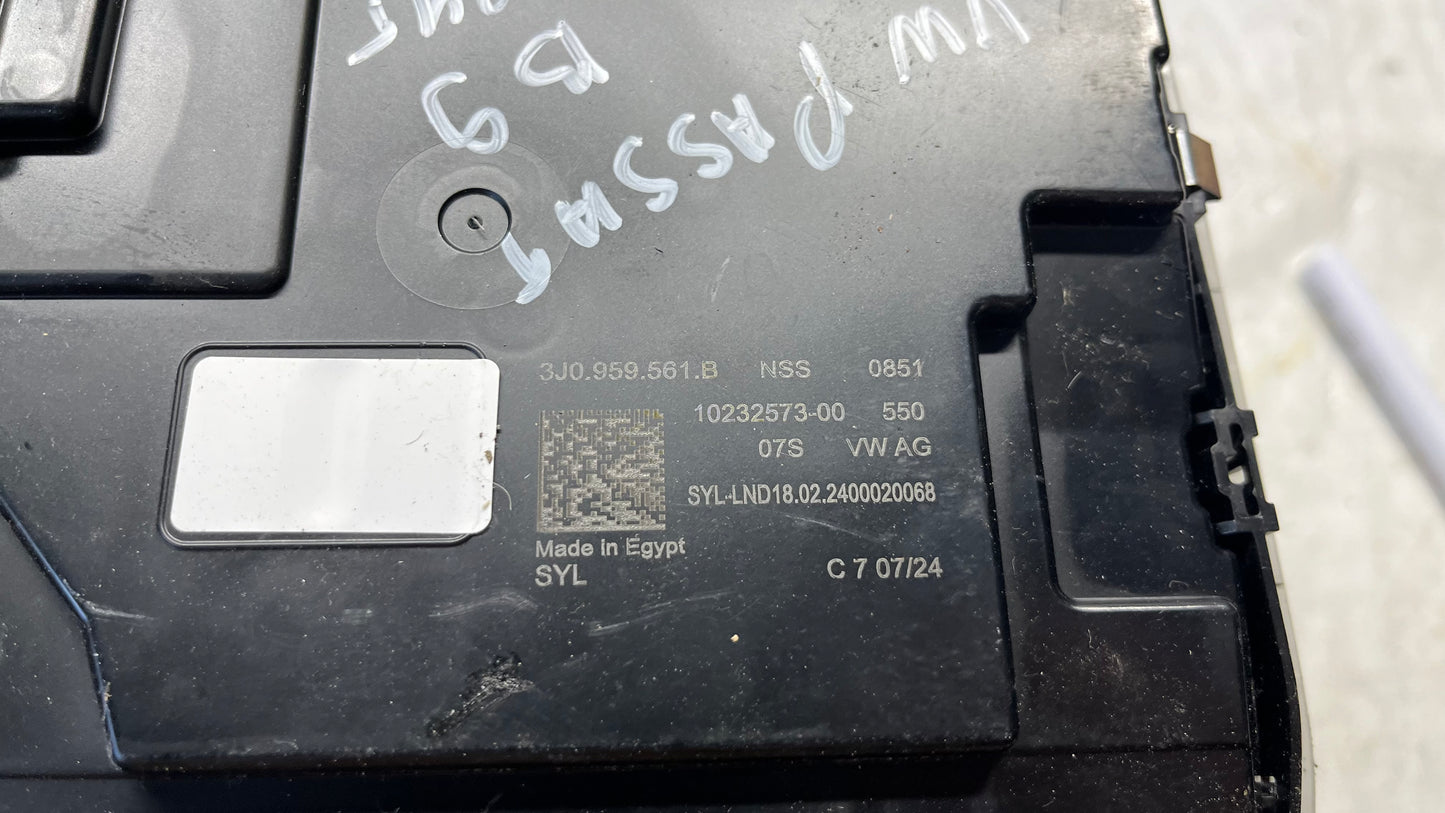 VW
PASSAT
B9
3J0.959.561.B NSS 0851
10232573-00 550
07S VW AG
SYL-LND18.02.2400020068
Made in Egypt
SYL C 7 07/24